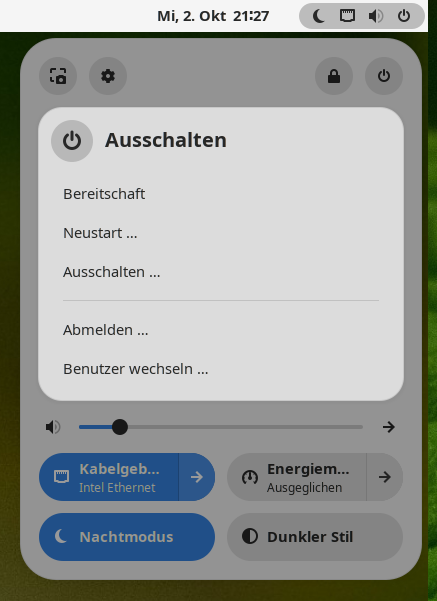 Mi, 2. Okt 21:27
Ausschalten
Bereitschaft
Neustart …
Ausschalten …
Abmelden …
Benutzer wechseln …
Kabelgeb…
Intel Ethernet
Energiem…
Ausgeglichen
Nachtmodus
Dunkler Stil